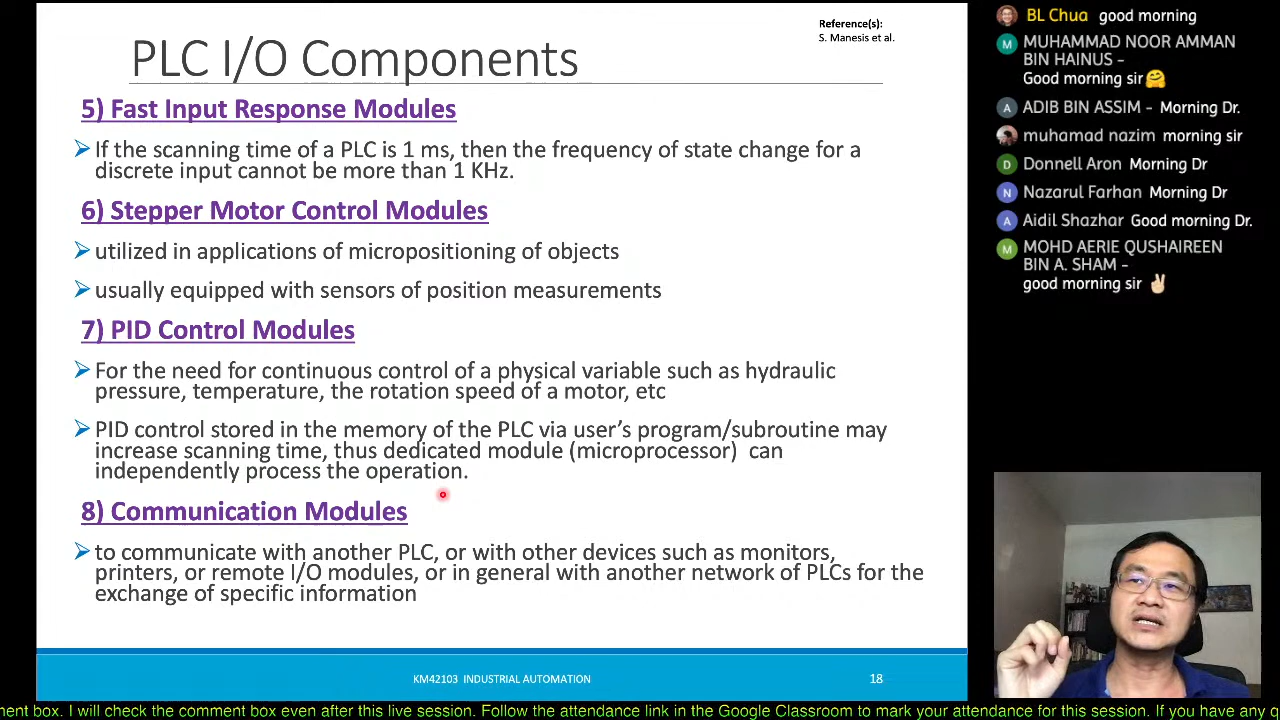 Reference(s):
S. Manesis et al.
PLC I/O Components
5) Fast Input Response Modules
If the scanning time of a PLC is 1 ms, then the frequency of state change for a
discrete input cannot be more than 1 KHz.
6) Stepper Motor Control Modules
utilized in applications of micropositioning of objects
usually equipped with sensors of position measurements
7) PID Control Modules
For the need for continuous control of a physical variable such as hydraulic
pressure, temperature, the rotation speed of a motor, etc
PID control stored in the memory of the PLC via user's program/subroutine may
increase scanning time, thus dedicated module (microprocessor) can
independently process the operation.
8) Communication Modules
to communicate with another PLC, or with other devices such as monitors,
printers, or remote I/O modules, or in general with another network of PLCs for the
exchange of specific information
KM42103 INDUSTRIAL AUTOMATION
18
BL Chua good morning
M MUHAMMAD NOOR AMMAN
BIN HAINUS -
Good morning sir🤗
A ADIB BIN ASSIM - Morning Dr.
muhamad nazim morning sir
D Donnell Aron Morning Dr
N Nazarul Farhan Morning Dr
A Aidil Shazhar Good morning Dr.
M MOHD AERIE QUSHAIREEN
BIN A. SHAM -
good morning sir ✌🏻
ment box. I will check the comment box even after this live session. Follow the attendance link in the Google Classroom to mark your attendance for this session. If you have any